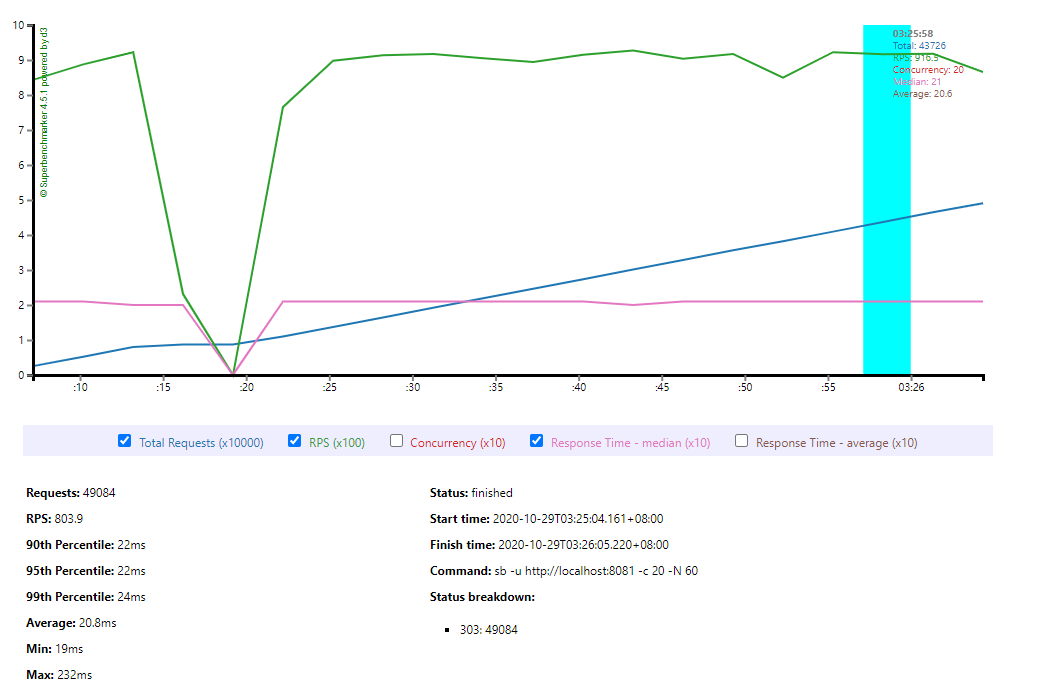 10
9
8
7
6
5
4
3
2
1
0
© Superbenchmarker 4.5.1 powered by d3
03:25:58
Total: 43726
RPS: 916.5
Concurrency: 20
Median: 21
Average: 20.6
:10 :15 :20 :25 :30 :35 :40 :45 :50 :55 03:26
Total Requests (x10000) RPS (x100) Concurrency (x10) Response Time - median (x10) Response Time - average (x10)
Requests: 49084
RPS: 803.9
90th Percentile: 22ms
95th Percentile: 22ms
99th Percentile: 24ms
Average: 20.8ms
Min: 19ms
Max: 232ms
Status: finished
Start time: 2020-10-29T03:25:04.161+08:00
Finish time: 2020-10-29T03:26:05.220+08:00
Command: sb -u http://localhost:8081 -c 20 -N 60
Status breakdown:
303: 49084